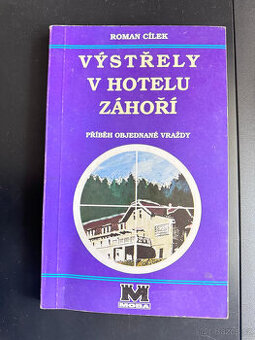 ROMAN CÍLEK
VÝSTŘELY
V HOTELU
ZÁHOŘÍ
PŘÍBĚH OBJEDNANÉ VRAŽDY
M
MOBA